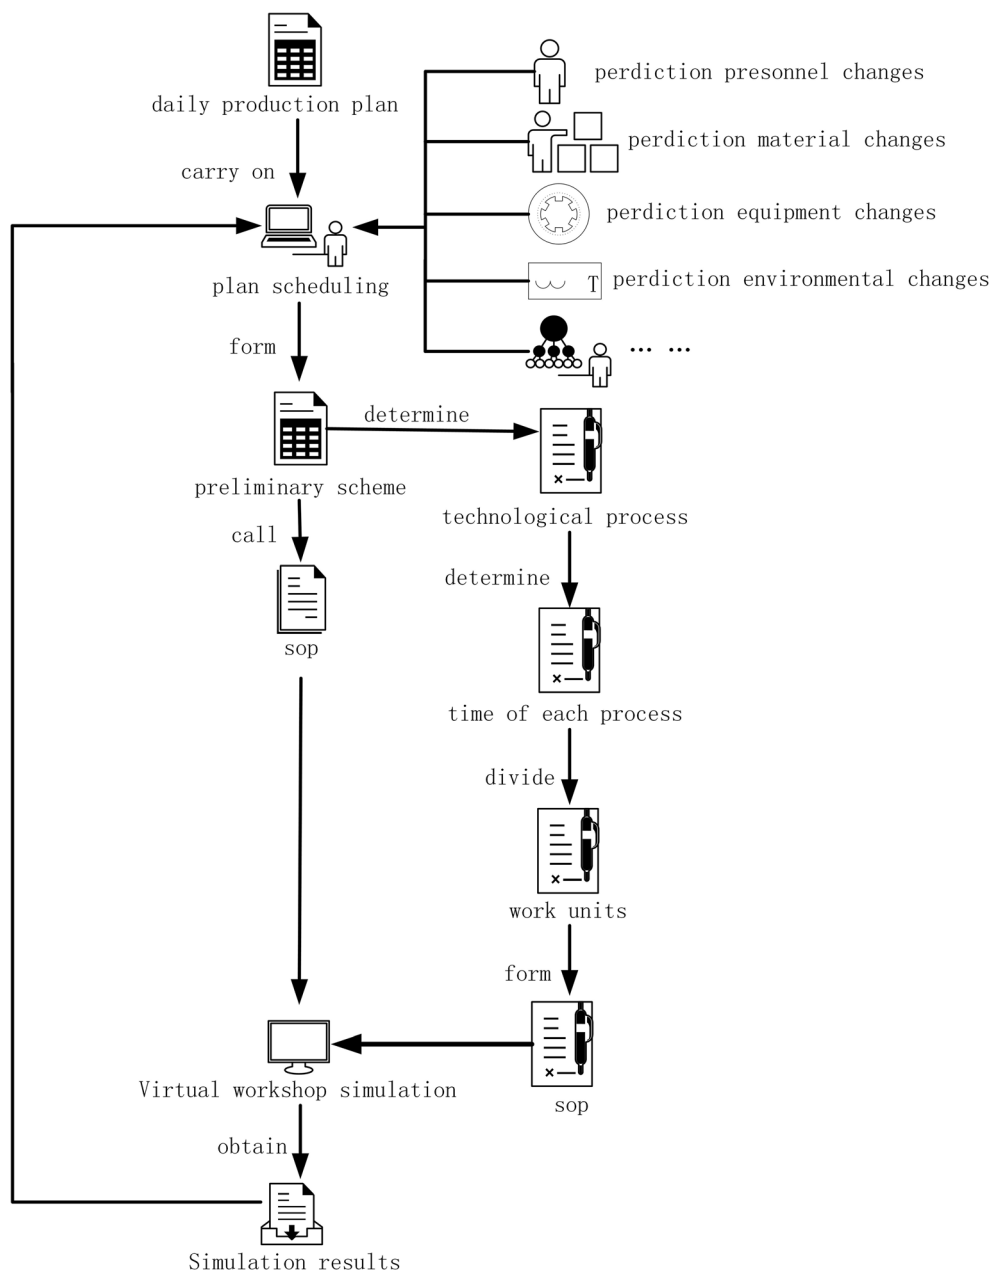 daily production plan
carry on
plan scheduling
perdiction presonnel changes
perdiction material changes
perdiction equipment changes
T
perdiction environmental changes
... ...
form
preliminary scheme
determine
technological process
call
sop
determine
time of each process
divide
work units
form
sop
Virtual workshop simulation
obtain
Simulation results